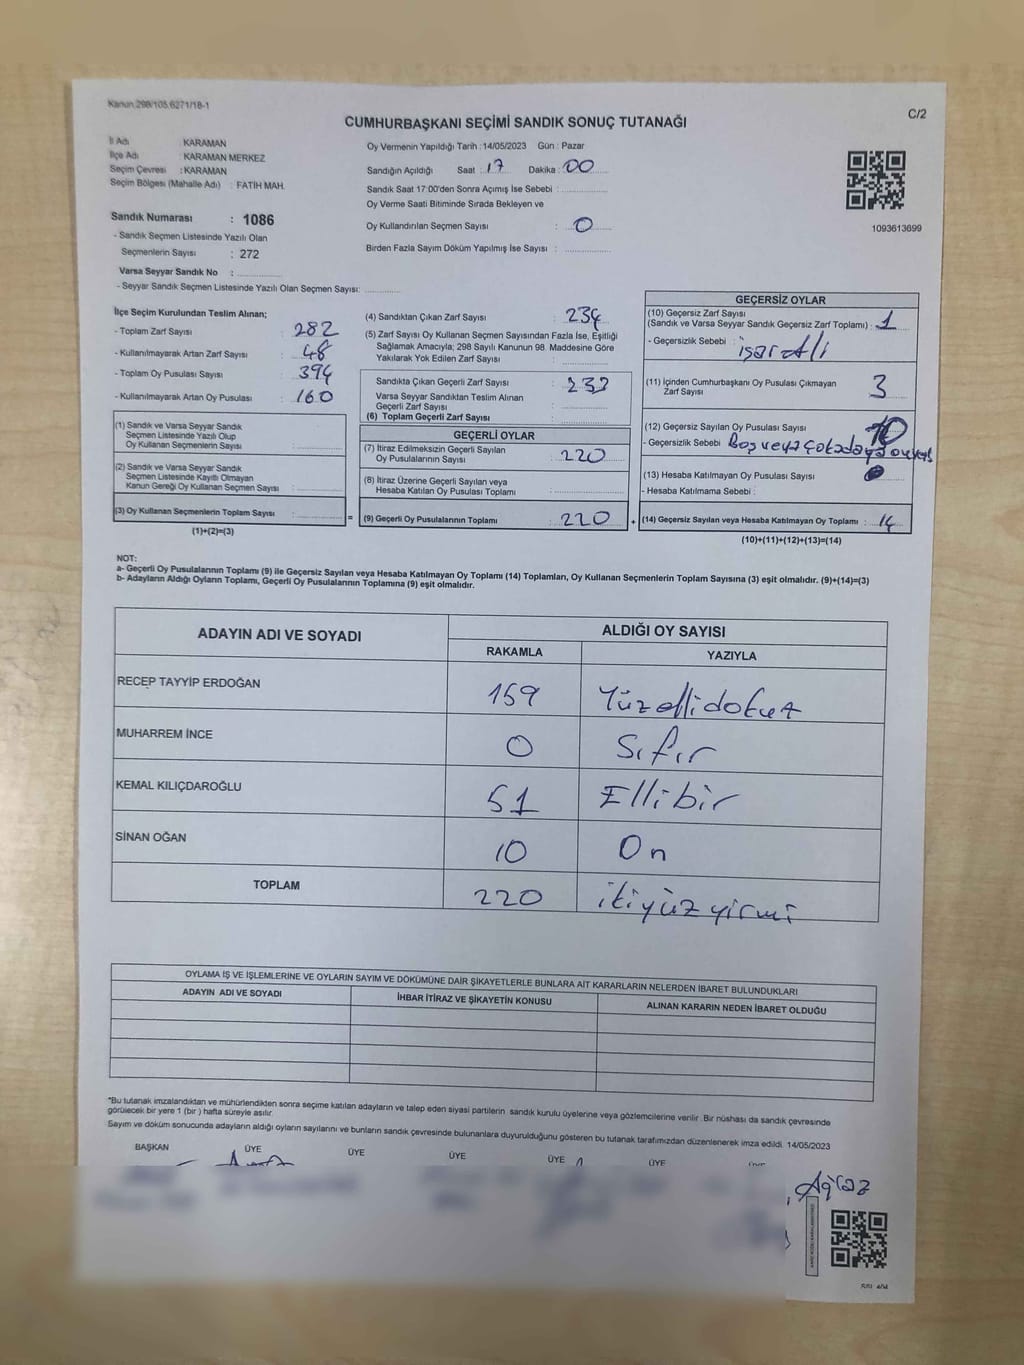 Kanun:298/105,6271/18-1
C/2
CUMHURBAŞKANI SEÇİMİ SANDIK SONUÇ TUTANAĞI
İl Adı : KARAMAN
İlçe Adı : KARAMAN MERKEZ
Seçim Çevresi : KARAMAN
Seçim Bölgesi (Mahalle Adı) : FATİH MAH.
Sandık Numarası : 1086
- Sandık Seçmen Listesinde Yazılı Olan
Seçmenlerin Sayısı : 272
Varsa Seyyar Sandık No :
- Seyyar Sandık Seçmen Listesinde Yazılı Olan Seçmen Sayısı:
Oy Vermenin Yapıldığı Tarih : 14/05/2023 Gün : Pazar
Sandığın Açıldığı Saat : 17 Dakika : 00
Sandık Saat 17:00'den Sonra Açımış İse Sebebi :
Oy Verme Saati Bitiminde Sırada Bekleyen ve
Oy Kullandırılan Seçmen Sayısı : 0
Birden Fazla Sayım Döküm Yapılmış İse Sayısı :
1093613699
İlçe Seçim Kurulundan Teslim Alınan;
- Toplam Zarf Sayısı : 282
- Kullanılmayarak Artan Zarf Sayısı : 48
- Toplam Oy Pusulası Sayısı : 394
- Kullanılmayarak Artan Oy Pusulası : 160
(1) Sandık ve Varsa Seyyar Sandık
Seçmen Listesinde Yazılı Olup
Oy Kullanan Seçmenlerin Sayısı :
(2) Sandık ve Varsa Seyyar Sandık
Seçmen Listesinde Kayıtlı Olmayan
Kanun Gereği Oy Kullanan Seçmen Sayısı :
(3) Oy Kullanan Seçmenlerin Toplam Sayısı : =
(1)+(2)=(3)
(4) Sandıktan Çıkan Zarf Sayısı : 234
(5) Zarf Sayısı Oy Kullanan Seçmen Sayısından Fazla İse, Eşitliği
Sağlamak Amacıyla; 298 Sayılı Kanunun 98. Maddesine Göre
Yakılarak Yok Edilen Zarf Sayısı :
Sandıkta Çıkan Geçerli Zarf Sayısı : 232
Varsa Seyyar Sandıktan Teslim Alınan
Geçerli Zarf Sayısı :
(6) Toplam Geçerli Zarf Sayısı :
GEÇERLİ OYLAR
(7) İtiraz Edilmeksizin Geçerli Sayılan
Oy Pusulalarının Sayısı : 220
(8) İtiraz Üzerine Geçerli Sayılan veya
Hesaba Katılan Oy Pusulası Toplamı :
(9) Geçerli Oy Pusulalarının Toplamı : 220 +
GEÇERSİZ OYLAR
(10) Geçersiz Zarf Sayısı
(Sandık ve Varsa Seyyar Sandık Geçersiz Zarf Toplamı) : 1
- Geçersizlik Sebebi : işaretli
(11) İçinden Cumhurbaşkanı Oy Pusulası Çıkmayan
Zarf Sayısı : 3
(12) Geçersiz Sayılan Oy Pusulası Sayısı : 10
- Geçersizlik Sebebi : Boş veya
(13) Hesaba Katılmayan Oy Pusulası Sayısı : 0
- Hesaba Katılmama Sebebi :
(14) Geçersiz Sayılan veya Hesaba Katılmayan Oy Toplamı : 14
(10)+(11)+(12)+(13)=(14)
NOT:
a- Geçerli Oy Pusulalarının Toplamı (9) ile Geçersiz Sayılan veya Hesaba Katılmayan Oy Toplamı (14) Toplamları, Oy Kullanan Seçmenlerin Toplam Sayısına (3) eşit olmalıdır. (9)+(14)=(3)
b- Adayların Aldığı Oyların Toplamı, Geçerli Oy Pusulalarının Toplamına (9) eşit olmalıdır.
ADAYIN ADI VE SOYADI ALDIĞI OY SAYISI
RAKAMLA YAZIYLA
RECEP TAYYİP ERDOĞAN 159 Yüzellidokuz
MUHARREM İNCE 0 Sıfır
KEMAL KILIÇDAROĞLU 51 Ellibir
SİNAN OĞAN 10 On
TOPLAM 220 ikiyüz yirmi
OYLAMA İŞ VE İŞLEMLERİNE VE OYLARIN SAYIM VE DÖKÜMÜNE DAİR ŞİKAYETLERLE BUNLARA AİT KARARLARIN NELERDEN İBARET BULUNDUKLARI
ADAYIN ADI VE SOYADI İHBAR İTİRAZ VE ŞİKAYETİN KONUSU ALINAN KARARIN NEDEN İBARET OLDUĞU
*Bu tutanak imzalandıktan ve mühürlendikten sonra seçime katılan adayların ve talep eden siyasi partilerin sandık kurulu üyelerine veya gözlemcilerine verilir. Bir nüshası da sandık çevresinde
görülecek bir yere 1 (bir ) hafta süreyle asılır.
Sayım ve döküm sonucunda adayların aldığı oyların sayılarını ve bunların sandık çevresinde bulunanlara duyurulduğunu gösteren bu tutanak tarafımızdan düzenlenerek imza edildi. 14/05/2023
BAŞKAN ÜYE ÜYE ÜYE ÜYE ÜYE